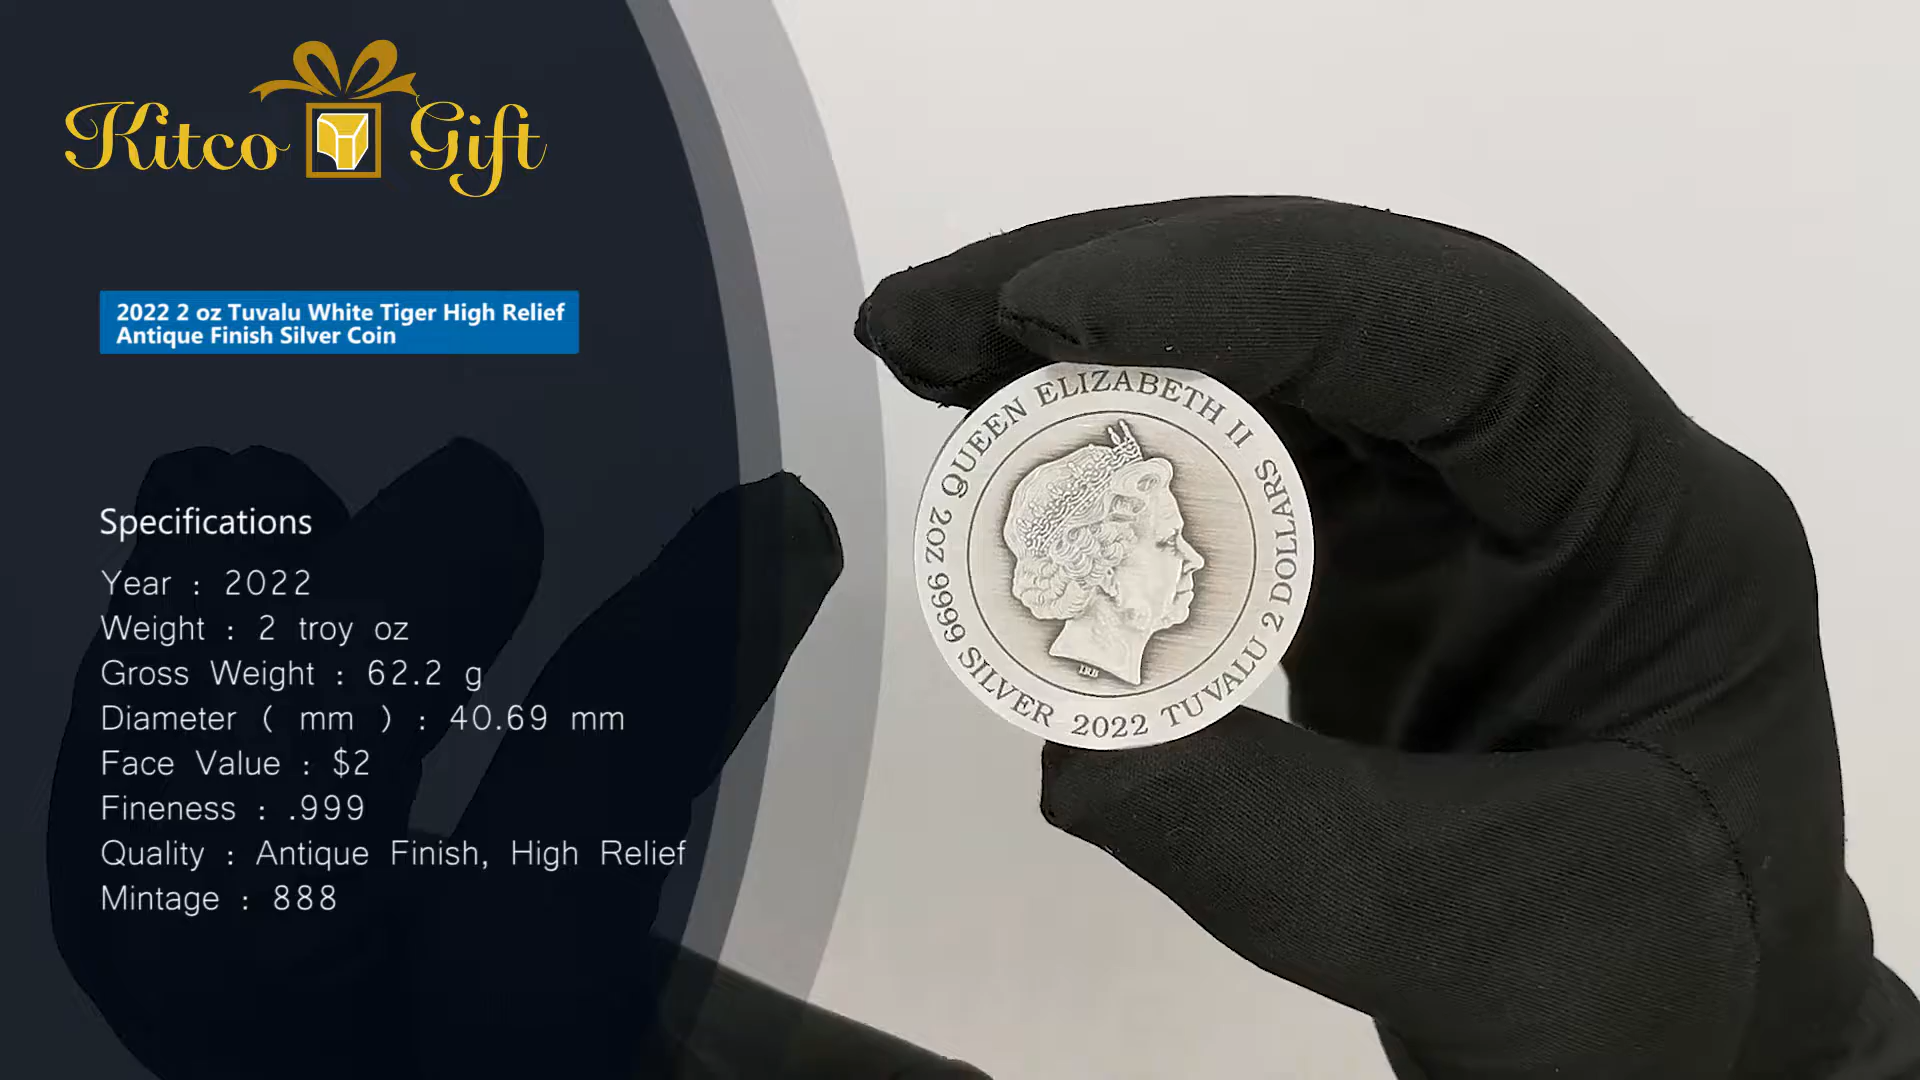 Kitco Gift
2022 2 oz Tuvalu White Tiger High Relief
Antique Finish Silver Coin
Specifications
Year : 2022
Weight : 2 troy oz
Gross Weight : 62.2 g
Diameter ( mm ) : 40.69 mm
Face Value : $2
Fineness : .999
Quality : Antique Finish, High Relief
Mintage : 888
QUEEN ELIZABETH II
2OZ 9999 SILVER 2022 TUVALU 2 DOLLARS
IRB